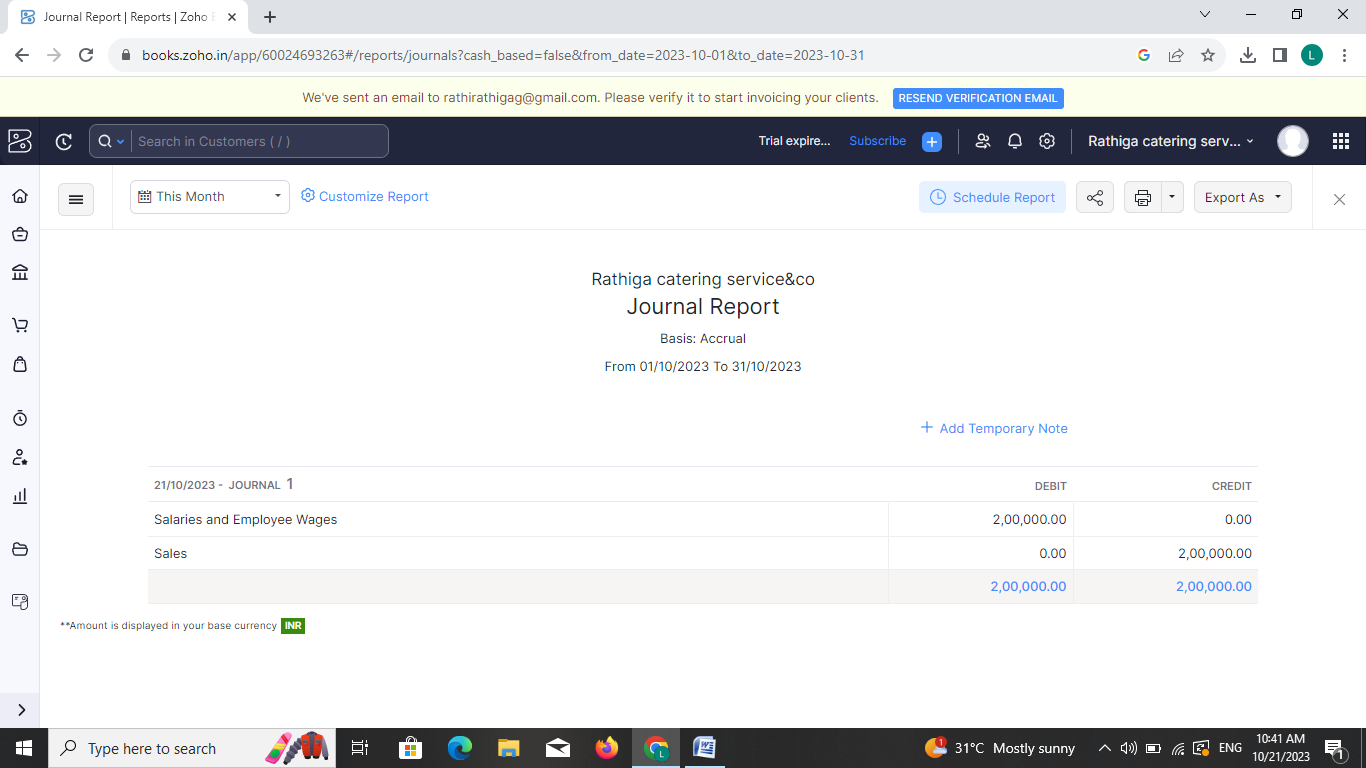 Journal Report | Reports | Zoho
books.zoho.in/app/60024693263#/reports/journals?cash_based=false&from_date=2023-10-01&to_date=2023-10-31
L
We've sent an email to rathirathigag@gmail.com. Please verify it to start invoicing your clients. RESEND VERIFICATION EMAIL
Search in Customers ( / )
Trial expire... Subscribe
Rathiga catering serv...
This Month
Customize Report
Schedule Report
Export As
Rathiga catering service&co
Journal Report
Basis: Accrual
From 01/10/2023 To 31/10/2023
+ Add Temporary Note
21/10/2023 - JOURNAL 1 DEBIT CREDIT
Salaries and Employee Wages 2,00,000.00 0.00
Sales 0.00 2,00,000.00
2,00,000.00 2,00,000.00
**Amount is displayed in your base currency INR
Type here to search
1 31°C Mostly sunny
ENG
10:41 AM
10/21/2023
1